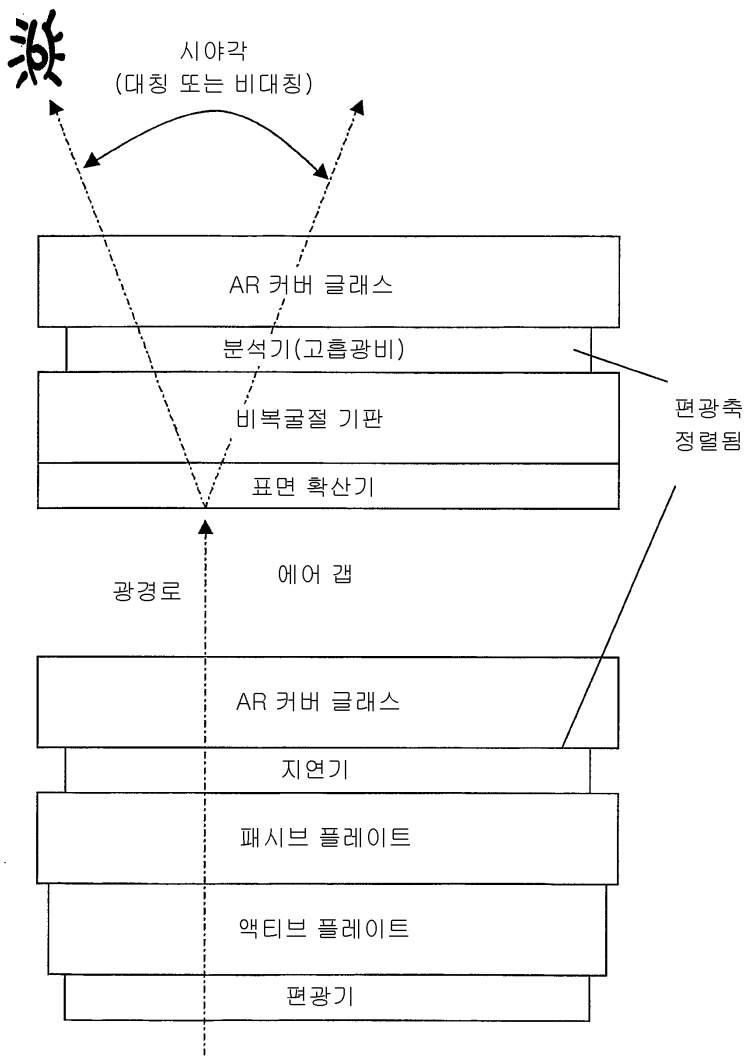 시야각
(대칭 또는 비대칭)
AR 커버 글래스
분석기(고흡광비)
비복굴절 기판
편광축
정렬됨
표면 확산기
에어 갭
광경로
AR 커버 글래스
지연기
패시브 플레이트
액티브 플레이트
편광기